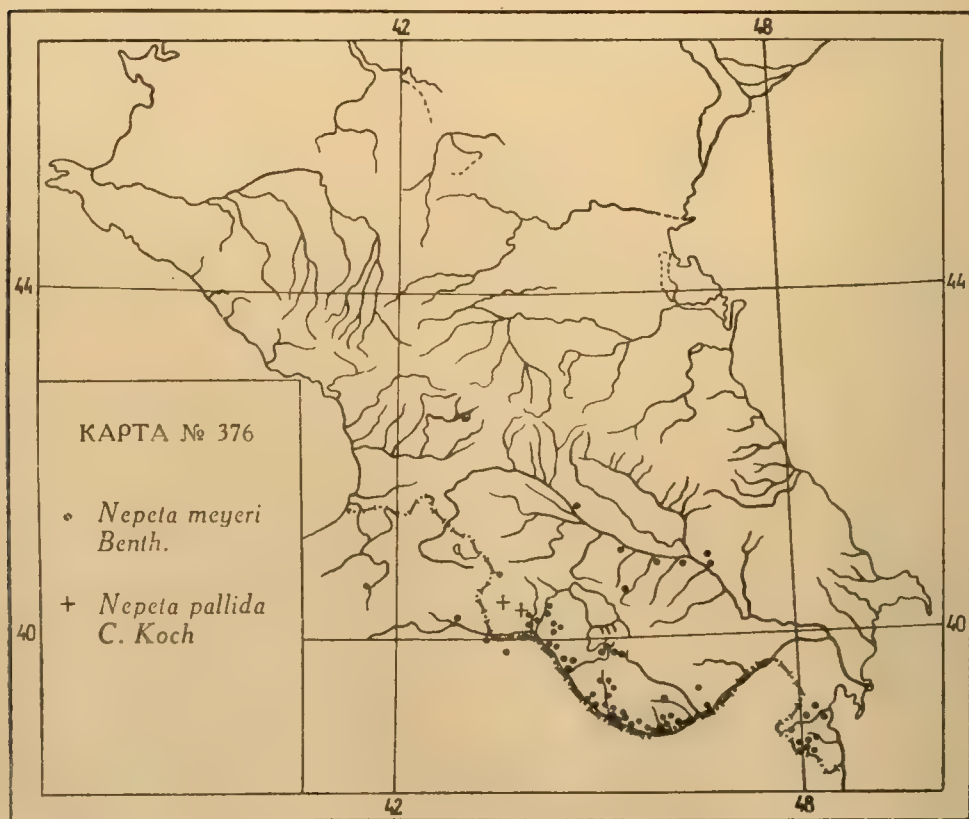 42 48
44 44
КАРТА № 376
Nepeta meyeri
Benth.
+ Nepeta pallida
C. Koch
40 40
42 48